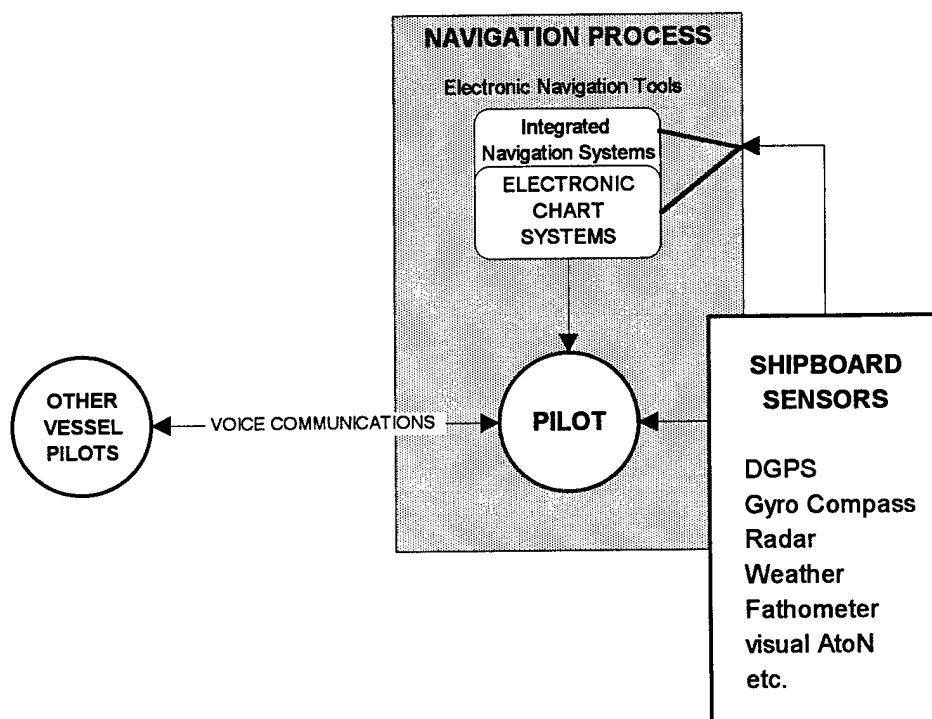 NAVIGATION PROCESS
Electronic Navigation Tools
Integrated
Navigation Systems
ELECTRONIC
CHART
SYSTEMS
SHIPBOARD
SENSORS
OTHER
VESSEL
PILOTS
VOICE COMMUNICATIONS
PILOT
DGPS
Gyro Compass
Radar
Weather
Fathometer
visual AtoN
etc.